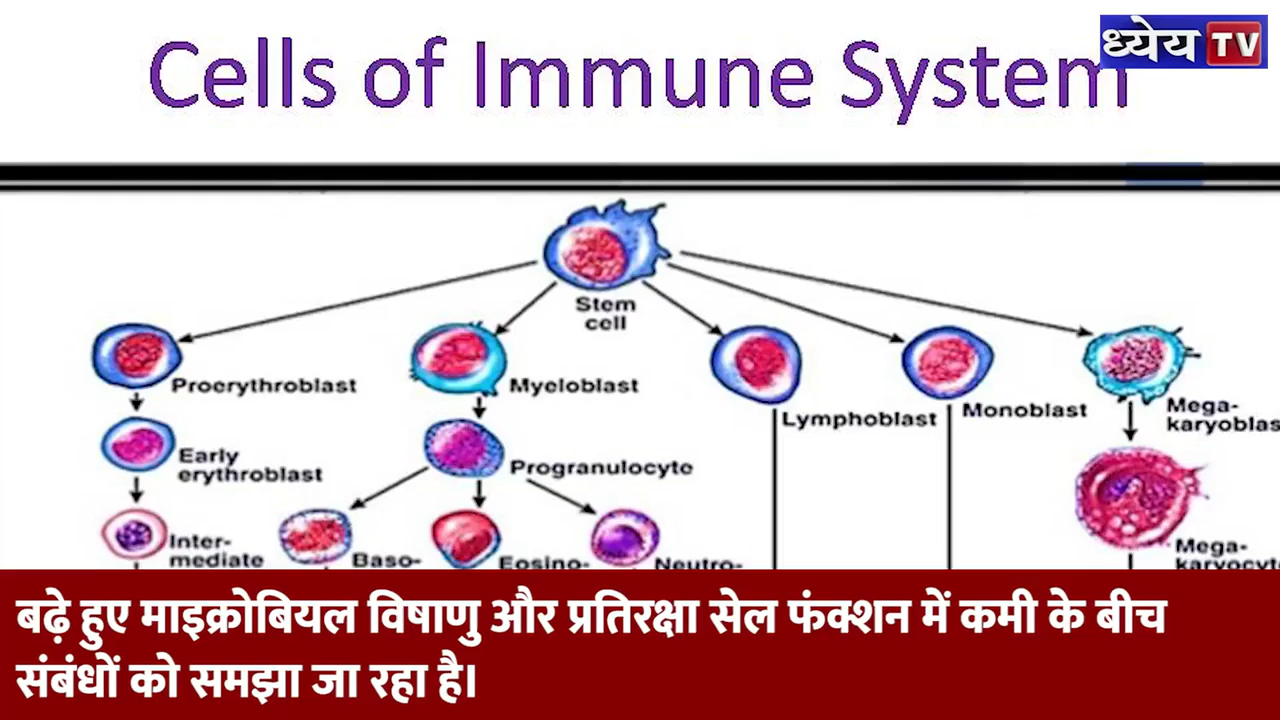 ध्येय TV
Cells of Immune System
Stem
cell
Proerythroblast
Myeloblast
Lymphoblast
Monoblast
Mega-
karyoblas
Early
erythroblast
Progranulocyte
Inter-
mediate
Baso-
Eosino-
Neutro-
Mega-
karyocyte
बढ़े हुए माइक्रोबियल विषाणु और प्रतिरक्षा सेल फंक्शन में कमी के बीच
संबंधों को समझा जा रहा है।